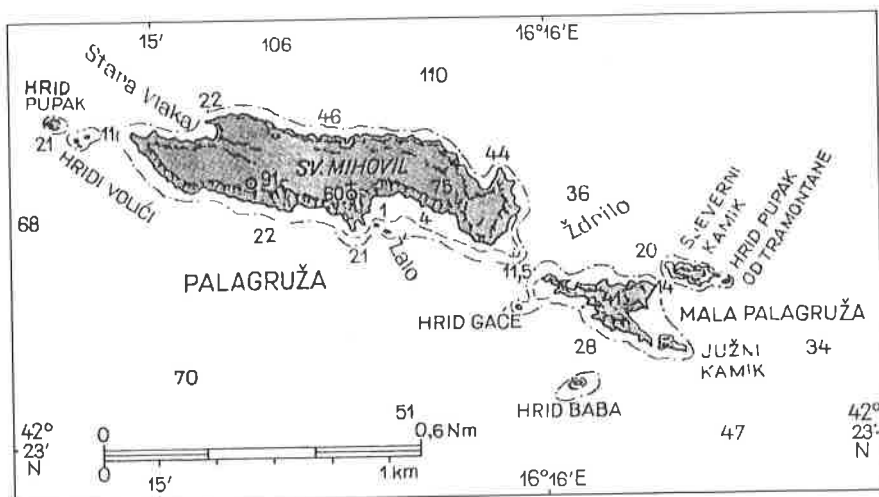 15'
16°16'E
106
110
Stara Vlaka
HRID
PUPAK
22
46
21
11
HRIDI VOLIĆI
SV. MIHOVIL
91
60
75
44
68
22
1
4
21
Žalo
36
Ždrilo
20
SJEVERNI
KAMIK
HRID PUPAK
OD TRAMONTANE
PALAGRUŽA
11,5
14
HRID GAĆE
MALA PALAGRUŽA
28
JUŽNI
KAMIK
34
70
HRID BABA
51
47
42°
23'
N
0
0,6 Nm
0
1 km
15'
16°16'E
42°
23'
N